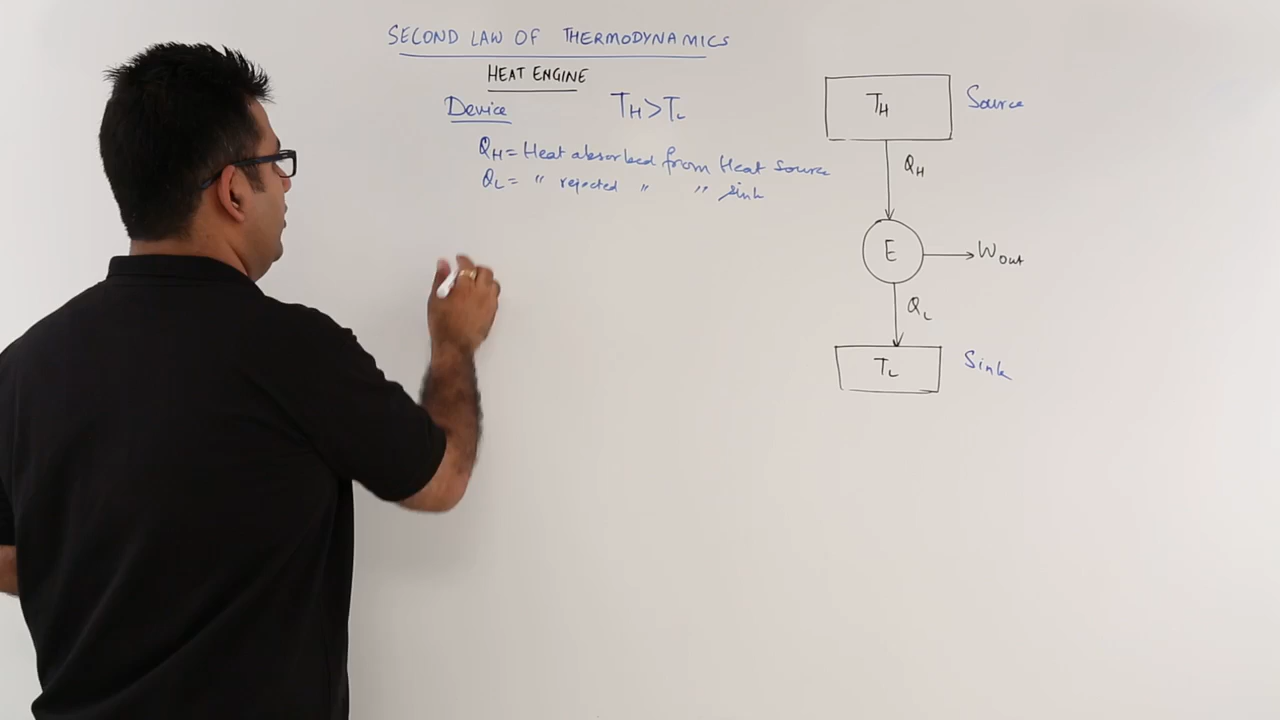 SECOND LAW OF THERMODYNAMICS
HEAT ENGINE
Device
TH > TL
QH = Heat absorbed from Heat source
QL = " rejected " " sink
TH
Source
QH
E
Wout
QL
TL
Sink